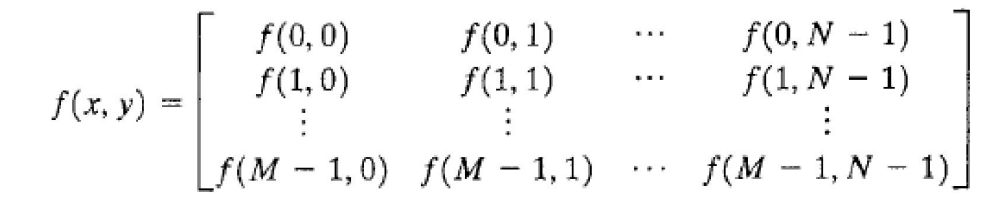 f(0, 0) f(0, 1) ⋯ f(0, N − 1)
f(1, 0) f(1, 1) ⋯ f(1, N − 1)
f(x, y) =
⋮ ⋮ ⋮
f(M − 1, 0) f(M − 1, 1) ⋯ f(M − 1, N − 1)